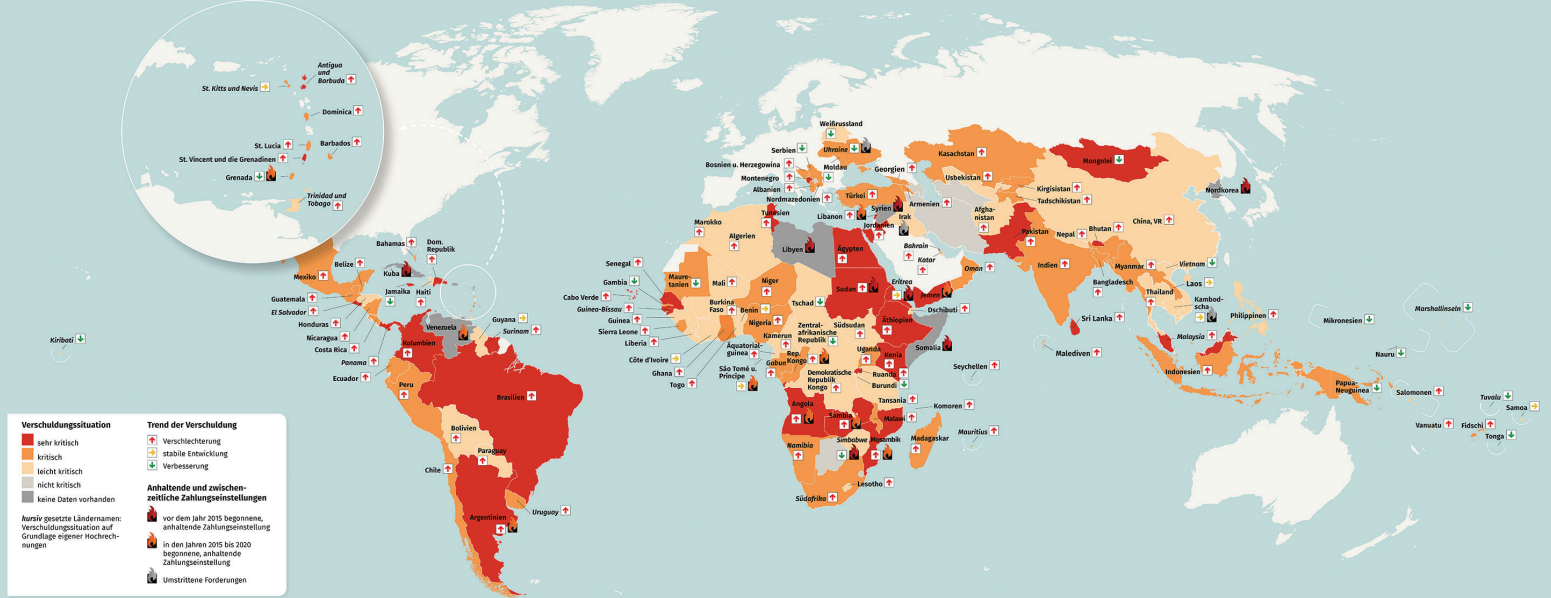 Antigua
und
Barbuda
St. Kitts und Nevis
Dominica
St. Lucia
Barbados
St. Vincent und die Grenadinen
Grenada
Trinidad und
Tobago
Bahamas
Dom.
Republik
Belize
Kuba
Mexiko
Jamaika
Haiti
Guatemala
El Salvador
Honduras
Nicaragua
Costa Rica
Panama
Ecuador
Venezuela
Guyana
Surinam
Kolumbien
Peru
Brasilien
Bolivien
Paraguay
Chile
Uruguay
Argentinien
Kiribati
Weißrussland
Serbien
Ukraine
Bosnien u. Herzegowina
Moldau
Montenegro
Georgien
Albanien
Nordmazedonien
Türkei
Kasachstan
Mongolei
Usbekistan
Kirgisistan
Tadschikistan
Nordkorea
Tunesien
Libanon
Syrien
Armenien
Irak
Jordanien
Afgha-
nistan
China, VR
Marokko
Algerien
Libyen
Ägypten
Bahrain
Katar
Oman
Pakistan
Nepal
Bhutan
Indien
Myanmar
Vietnam
Bangladesch
Laos
Thailand
Kambod-
scha
Philippinen
Senegal
Gambia
Maure-
tanien
Mali
Niger
Cabo Verde
Guinea-Bissau
Guinea
Sierra Leone
Liberia
Burkina
Faso
Benin
Nigeria
Tschad
Sudan
Eritrea
Jemen
Dschibuti
Äthiopien
Südsudan
Zentral-
afrikanische
Republik
Kamerun
Côte d'Ivoire
Ghana
Togo
Äquatorial-
guinea
Gabun
Rep.
Kongo
São Tomé u.
Príncipe
Uganda
Kenia
Somalia
Demokratische
Republik
Kongo
Ruanda
Burundi
Tansania
Seychellen
Komoren
Angola
Sambia
Malawi
Mauritius
Simbabwe
Mosambik
Madagaskar
Namibia
Südafrika
Lesotho
Sri Lanka
Malediven
Malaysia
Indonesien
Papua-
Neuguinea
Mikronesien
Marshallinseln
Nauru
Salomonen
Tuvalu
Samoa
Vanuatu
Fidschi
Tonga
Verschuldungssituation
sehr kritisch
kritisch
leicht kritisch
nicht kritisch
keine Daten vorhanden
kursiv gesetzte Ländernamen:
Verschuldungssituation auf
Grundlage eigener Hochrech-
nungen
Trend der Verschuldung
Verschlechterung
stabile Entwicklung
Verbesserung
Anhaltende und zwischen-
zeitliche Zahlungseinstellungen
vor dem Jahr 2015 begonnene,
anhaltende Zahlungseinstellung
in den Jahren 2015 bis 2020
begonnene, anhaltende
Zahlungseinstellung
Umstrittene Forderungen